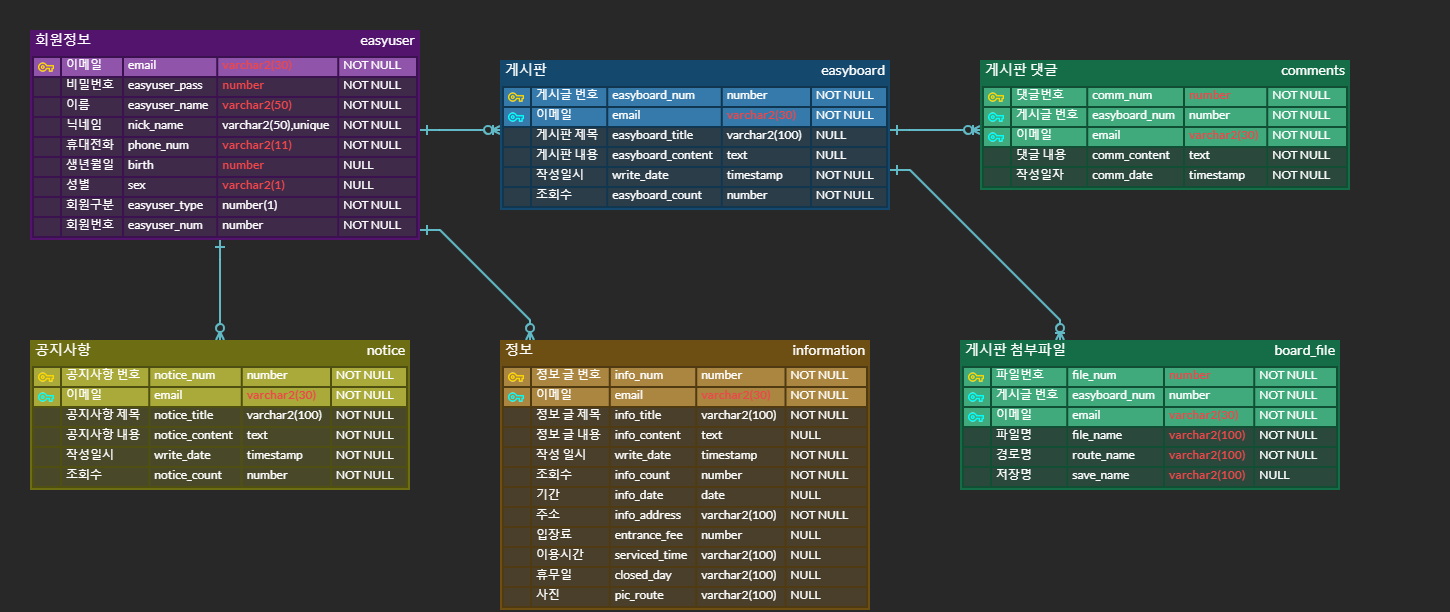 회원정보 easyuser
이메일 email varchar2(30) NOT NULL
비밀번호 easyuser_pass number NOT NULL
이름 easyuser_name varchar2(50) NOT NULL
닉네임 nick_name varchar2(50),unique NOT NULL
휴대전화 phone_num varchar2(11) NOT NULL
생년월일 birth number NULL
성별 sex varchar2(1) NULL
회원구분 easyuser_type number(1) NOT NULL
회원번호 easyuser_num number NOT NULL
게시판 easyboard
게시글 번호 easyboard_num number NOT NULL
이메일 email varchar2(30) NOT NULL
게시판 제목 easyboard_title varchar2(100) NULL
게시판 내용 easyboard_content text NULL
작성일시 write_date timestamp NOT NULL
조회수 easyboard_count number NOT NULL
게시판 댓글 comments
댓글번호 comm_num number NOT NULL
게시글 번호 easyboard_num number NOT NULL
이메일 email varchar2(30) NOT NULL
댓글 내용 comm_content text NOT NULL
작성일자 comm_date timestamp NOT NULL
공지사항 notice
공지사항 번호 notice_num number NOT NULL
이메일 email varchar2(30) NOT NULL
공지사항 제목 notice_title varchar2(100) NOT NULL
공지사항 내용 notice_content text NOT NULL
작성일시 write_date timestamp NOT NULL
조회수 notice_count number NOT NULL
정보 information
정보 글 번호 info_num number NOT NULL
이메일 email varchar2(30) NOT NULL
정보 글 제목 info_title varchar2(100) NOT NULL
정보 글 내용 info_content text NULL
작성 일시 write_date timestamp NOT NULL
조회수 info_count number NOT NULL
기간 info_date date NULL
주소 info_address varchar2(100) NOT NULL
입장료 entrance_fee number NULL
이용시간 serviced_time varchar2(100) NULL
휴무일 closed_day varchar2(100) NULL
사진 pic_route varchar2(100) NULL
게시판 첨부파일 board_file
파일번호 file_num number NOT NULL
게시글 번호 easyboard_num number NOT NULL
이메일 email varchar2(30) NOT NULL
파일명 file_name varchar2(100) NOT NULL
경로명 route_name varchar2(100) NOT NULL
저장명 save_name varchar2(100) NULL